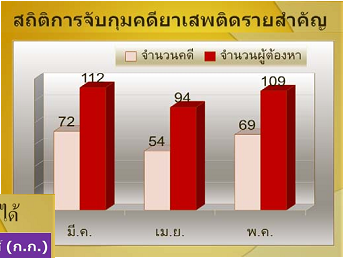 สถิติการจับกุมคดียาเสพติดรายสำคัญ
จำนวนคดี จำนวนผู้ต้องหา
72 112 54 94 69 109
มี.ค. เม.ย. พ.ค.
ได้
(ก.ก.)